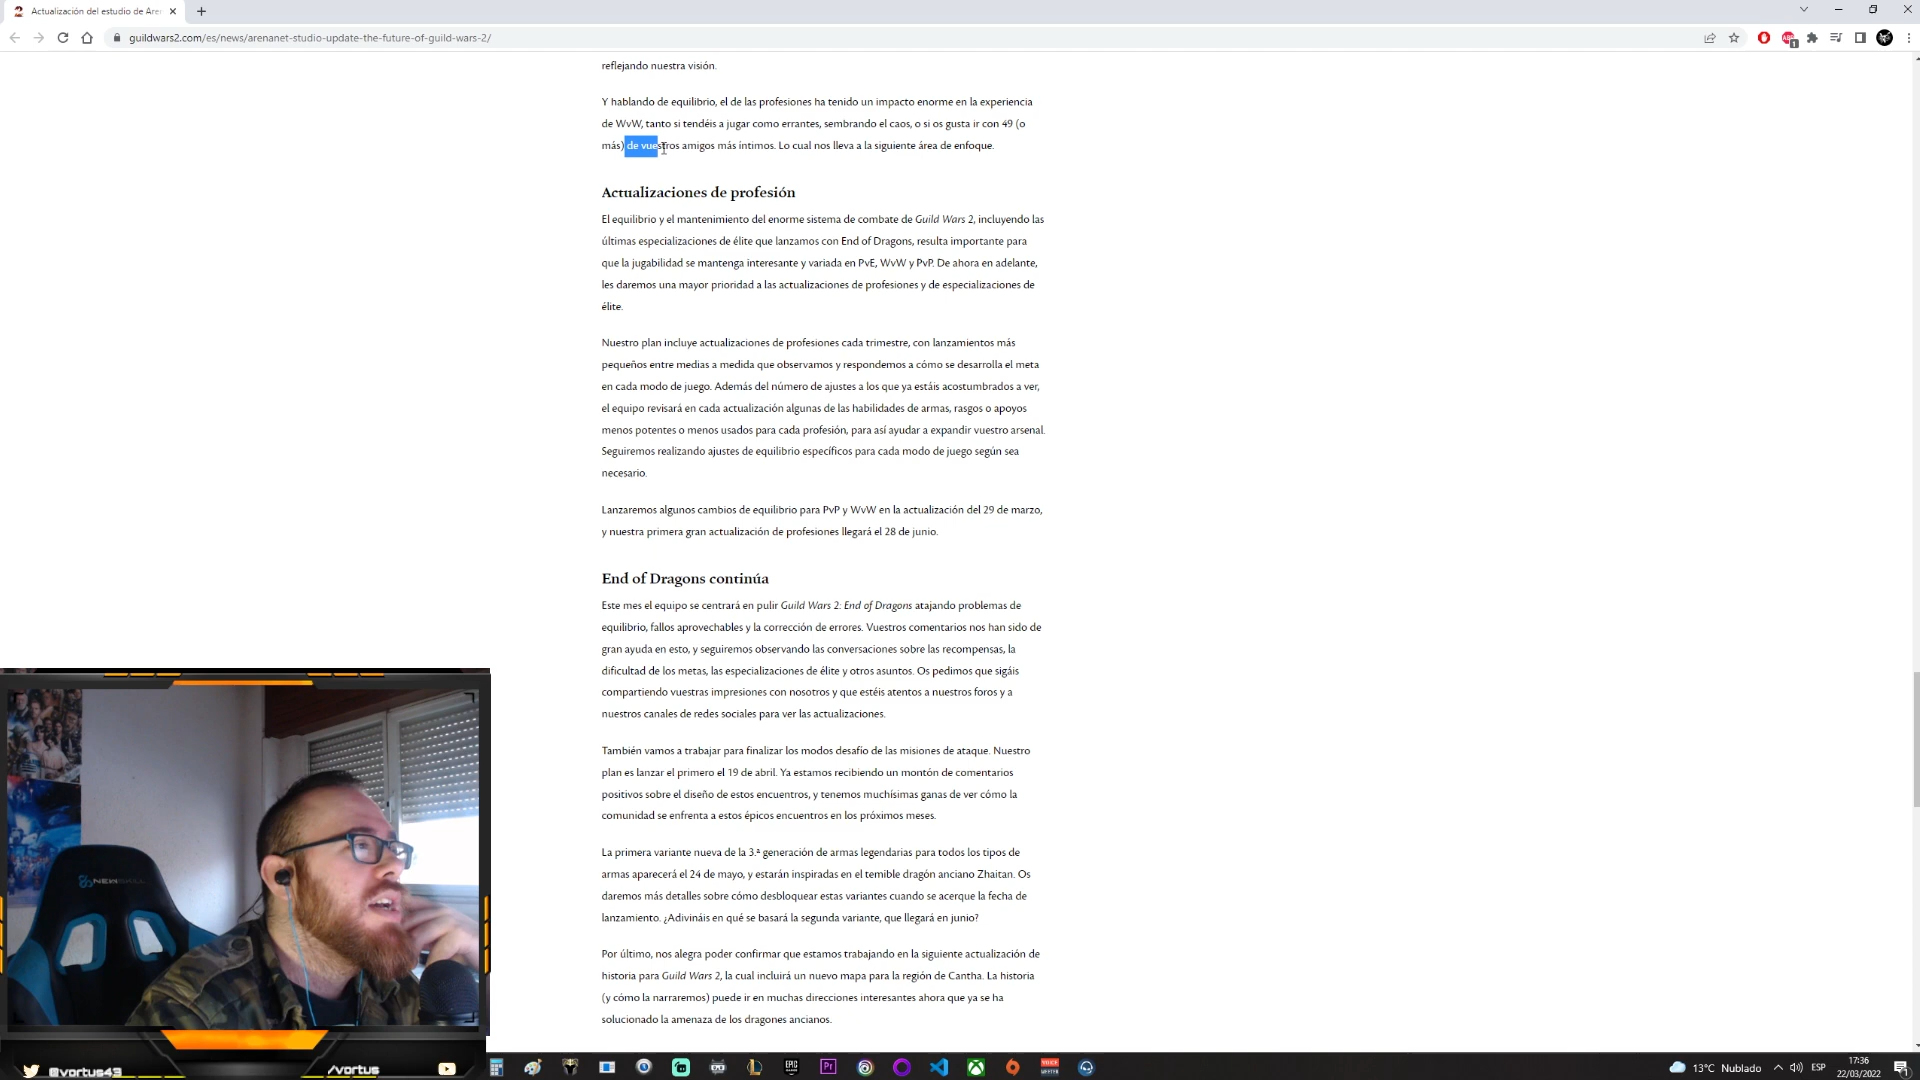 Actualización del estudio de Are
guildwars2.com/es/news/arenanet-studio-update-the-future-of-guild-wars-2/
reflejando nuestra visión.
Y hablando de equilibrio, el de las profesiones ha tenido un impacto enorme en la experiencia
de WvW, tanto si tendéis a jugar como errantes, sembrando el caos, o si os gusta ir con 49 (o
más) de vuestros amigos más íntimos. Lo cual nos lleva a la siguiente área de enfoque.
Actualizaciones de profesión
El equilibrio y el mantenimiento del enorme sistema de combate de Guild Wars 2, incluyendo las
últimas especializaciones de élite que lanzamos con End of Dragons, resulta importante para
que la jugabilidad se mantenga interesante y variada en PvE, WvW y PvP. De ahora en adelante,
les daremos una mayor prioridad a las actualizaciones de profesiones y de especializaciones de
élite.
Nuestro plan incluye actualizaciones de profesiones cada trimestre, con lanzamientos más
pequeños entre medias a medida que observamos y respondemos a cómo se desarrolla el meta
en cada modo de juego. Además del número de ajustes a los que ya estáis acostumbrados a ver,
el equipo revisará en cada actualización algunas de las habilidades de armas, rasgos o apoyos
menos potentes o menos usados para cada profesión, para así ayudar a expandir vuestro arsenal.
Seguiremos realizando ajustes de equilibrio específicos para cada modo de juego según sea
necesario.
Lanzaremos algunos cambios de equilibrio para PvP y WvW en la actualización del 29 de marzo,
y nuestra primera gran actualización de profesiones llegará el 28 de junio.
End of Dragons continúa
Este mes el equipo se centrará en pulir Guild Wars 2: End of Dragons atajando problemas de
equilibrio, fallos aprovechables y la corrección de errores. Vuestros comentarios nos han sido de
gran ayuda en esto, y seguiremos observando las conversaciones sobre las recompensas, la
dificultad de los metas, las especializaciones de élite y otros asuntos. Os pedimos que sigáis
compartiendo vuestras impresiones con nosotros y que estéis atentos a nuestros foros y a
nuestros canales de redes sociales para ver las actualizaciones.
También vamos a trabajar para finalizar los modos desafío de las misiones de ataque. Nuestro
plan es lanzar el primero el 19 de abril. Ya estamos recibiendo un montón de comentarios
positivos sobre el diseño de estos encuentros, y tenemos muchísimas ganas de ver cómo la
comunidad se enfrenta a estos épicos encuentros en los próximos meses.
La primera variante nueva de la 3.ª generación de armas legendarias para todos los tipos de
armas aparecerá el 24 de mayo, y estarán inspiradas en el temible dragón anciano Zhaitan. Os
daremos más detalles sobre cómo desbloquear estas variantes cuando se acerque la fecha de
lanzamiento. ¿Adivináis en qué se basará la segunda variante, que llegará en junio?
Por último, nos alegra poder confirmar que estamos trabajando en la siguiente actualización de
historia para Guild Wars 2, la cual incluirá un nuevo mapa para la región de Cantha. La historia
(y cómo la narraremos) puede ir en muchas direcciones interesantes ahora que ya se ha
solucionado la amenaza de los dragones ancianos.
@vortus43
/vortus
EPIC
Pr
13°C Nublado
ESP
17:36
22/03/2022